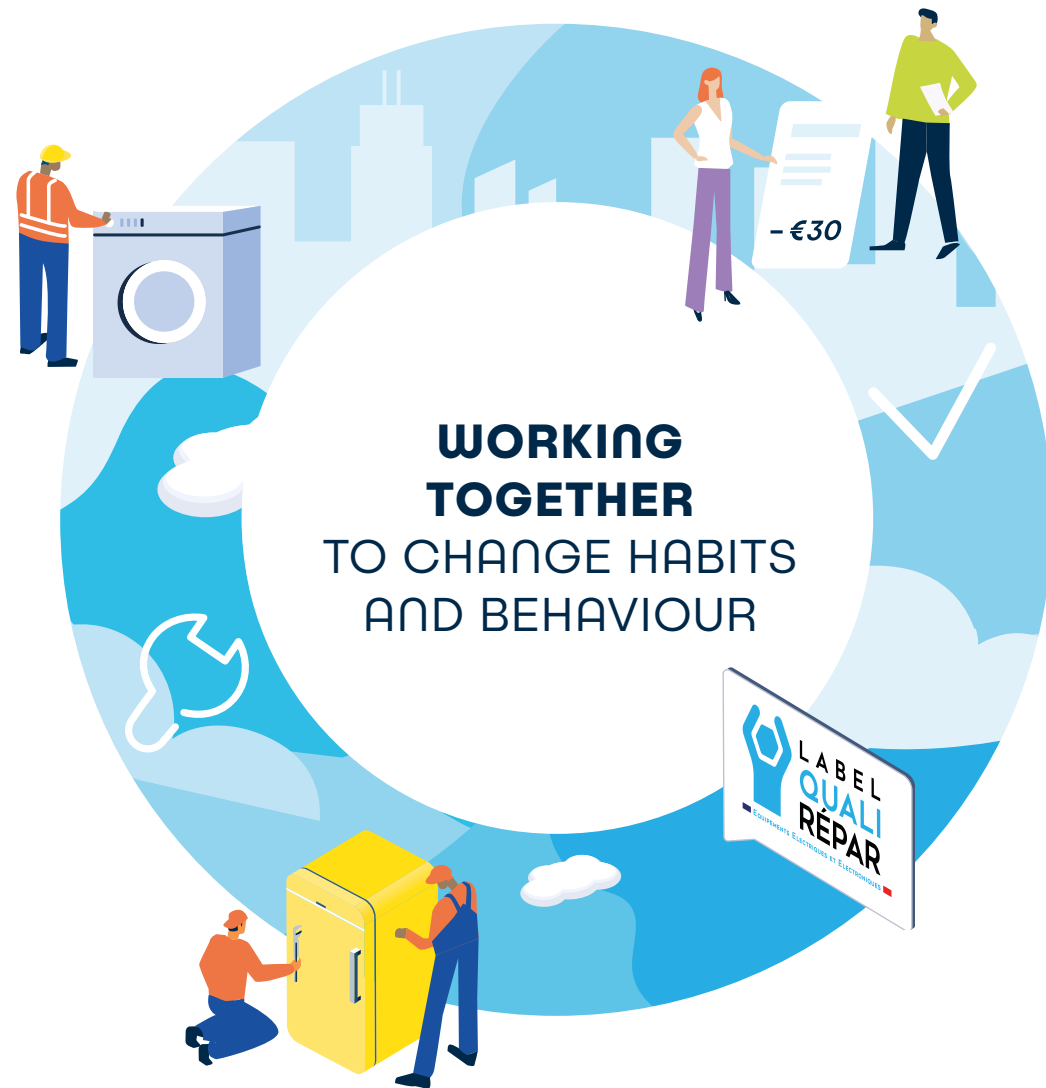 – €30
WORKING
TOGETHER
TO CHANGE HABITS
AND BEHAVIOUR
LABEL
QUALI
RÉPAR
ÉQUIPEMENTS ÉLECTRIQUES ET ÉLECTRONIQUES